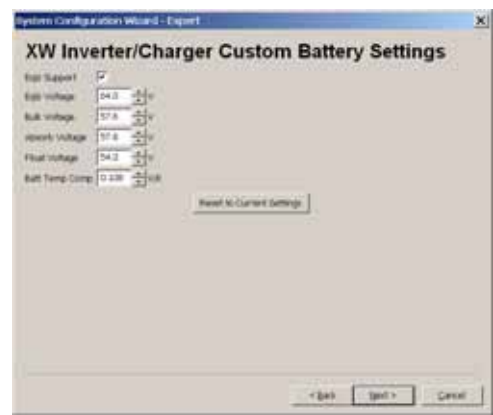 System Configuration Wizard - Expert
XW Inverter/Charger Custom Battery Settings
Eqlz Support
Eqlz Voltage 64.0 V
Bulk Voltage 57.6 V
Absorb Voltage 57.6 V
Float Voltage 54.0 V
Batt Temp Comp 0.108 V/C
Reset to Current Settings
< Back Next > Cancel